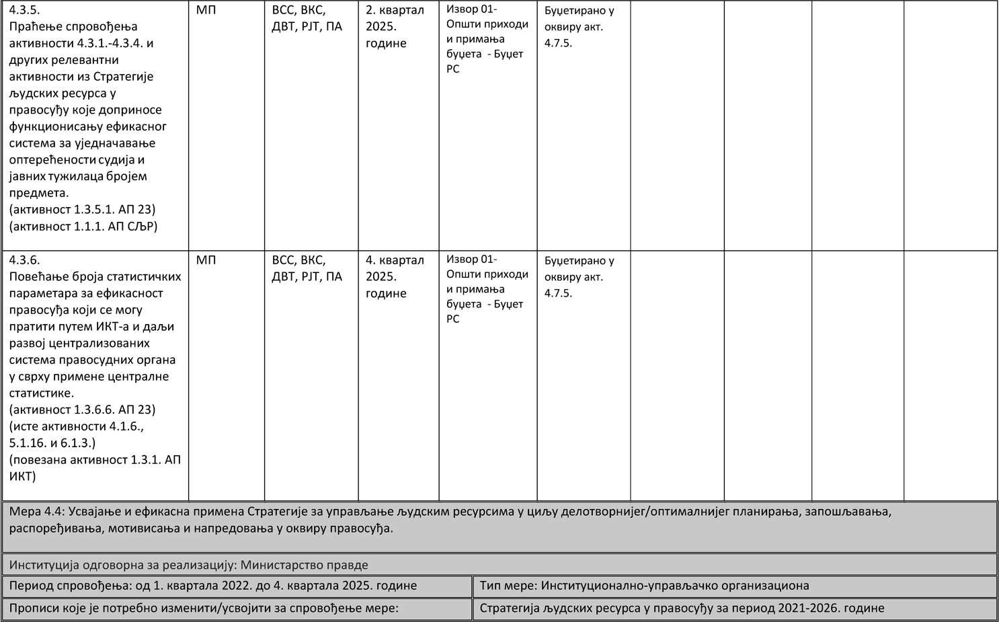 4.3.5.
Праћење спровођења
активности 4.3.1.-4.3.4. и
других релевантни
активности из Стратегије
људских ресурса у
правосуђу које доприносе
функционисању ефикасног
система за уједначавање
оптерећености судија и
јавних тужилаца бројем
предмета.
(активност 1.3.5.1. АП 23)
(активност 1.1.1. АП СЉР)
МП
ВСС, ВКС,
ДВТ, РЈТ, ПА
2. квартал
2025.
године
Извор 01-
Општи приходи
и примања
буџета - Буџет
РС
Буџетирано у
оквиру акт.
4.7.5.
4.3.6.
Повећање броја статистичких
параметара за ефикасност
правосуђа који се могу
пратити путем ИКТ-а и даљи
развој централизованих
система правосудних органа
у сврху примене централне
статистике.
(активност 1.3.6.6. АП 23)
(исте активности 4.1.6.,
5.1.16. и 6.1.3.)
(повезана активност 1.3.1. АП
ИКТ)
МП
ВСС, ВКС,
ДВТ, РЈТ, ПА
4. квартал
2025.
године
Извор 01-
Општи приходи
и примања
буџета - Буџет
РС
Буџетирано у
оквиру акт.
4.7.5.
Мера 4.4: Усвајање и ефикасна примена Стратегије за управљање људским ресурсима у циљу делотворнијег/оптималнијег планирања, запошљавања,
распоређивања, мотивисања и напредовања у оквиру правосуђа.
Институција одговорна за реализацију: Министарство правде
Период спровођења: од 1. квартала 2022. до 4. квартала 2025. године
Тип мере: Институционално-управљачко организациона
Прописи које је потребно изменити/усвојити за спровођење мере:
Стратегија људских ресурса у правосуђу за период 2021-2026. године